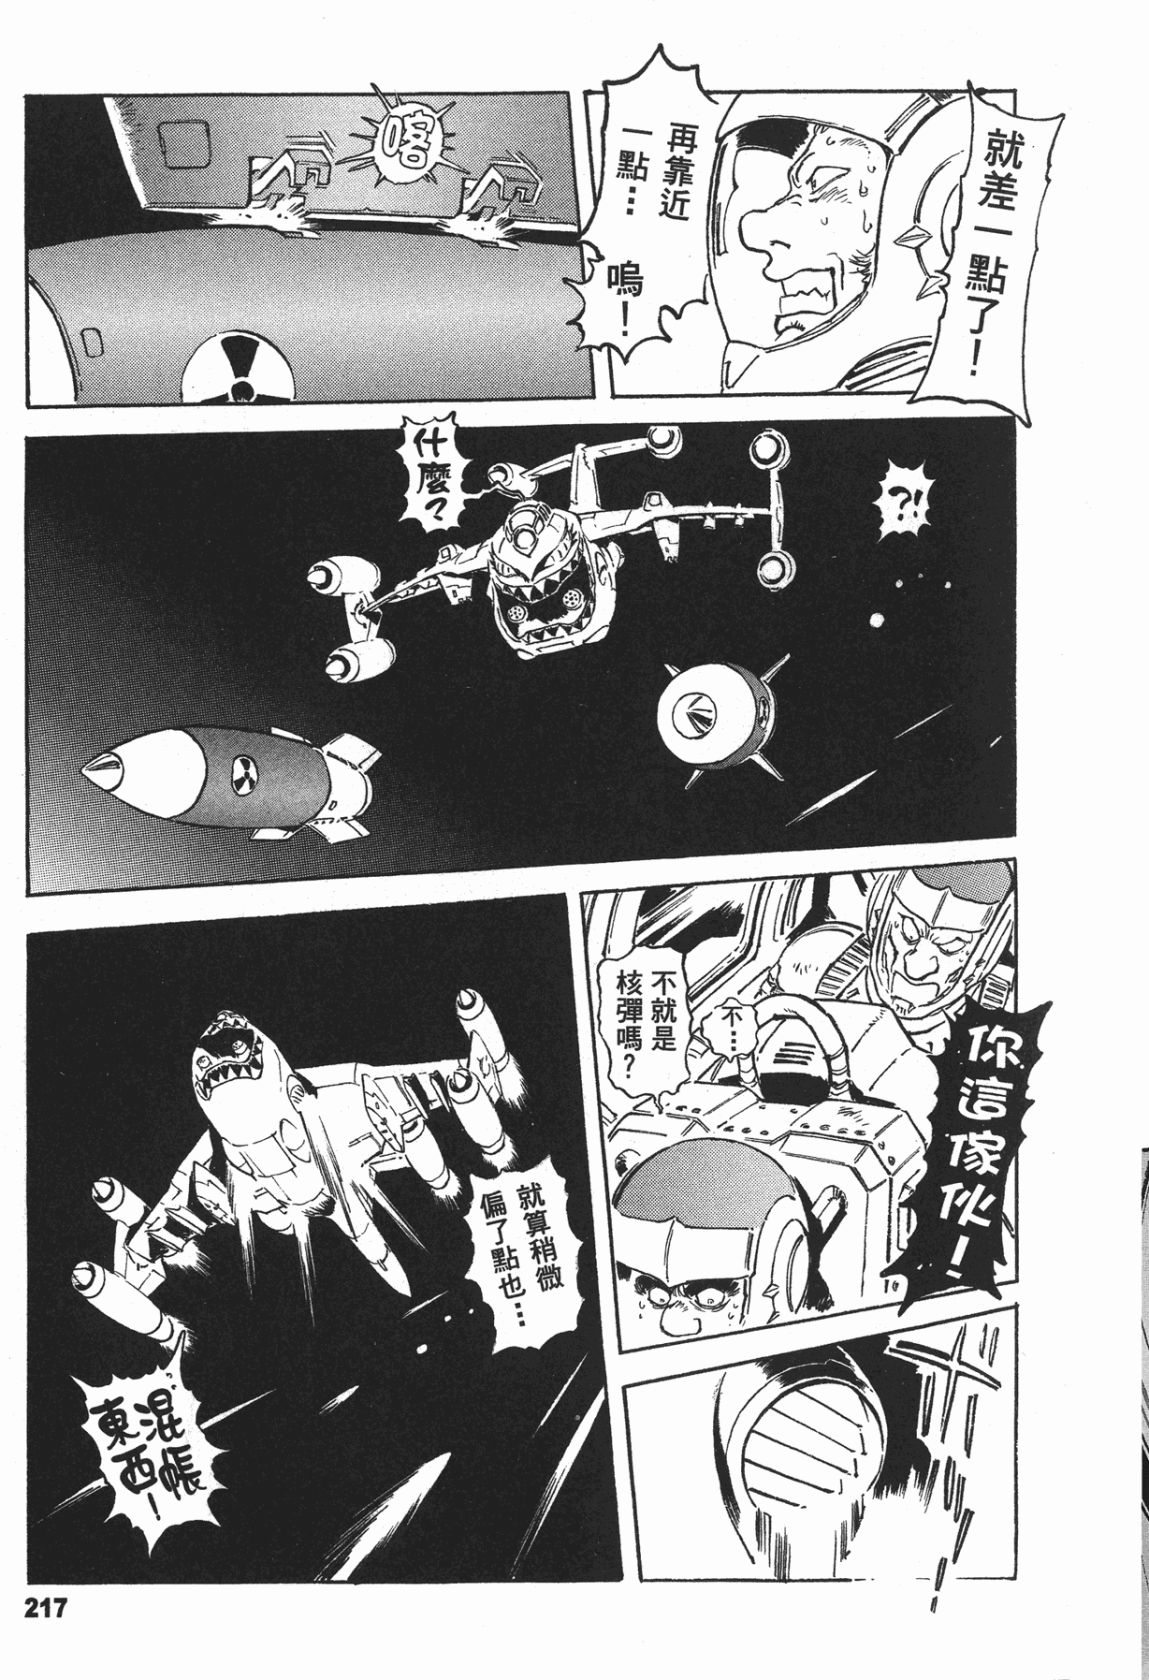 就差一點了！
再靠近
一點…
嗚！
喀
?!
什
麼？
你這傢伙！
不…
不就是
核彈嗎？
就算稍微
偏了點也…
混帳
東西！
217